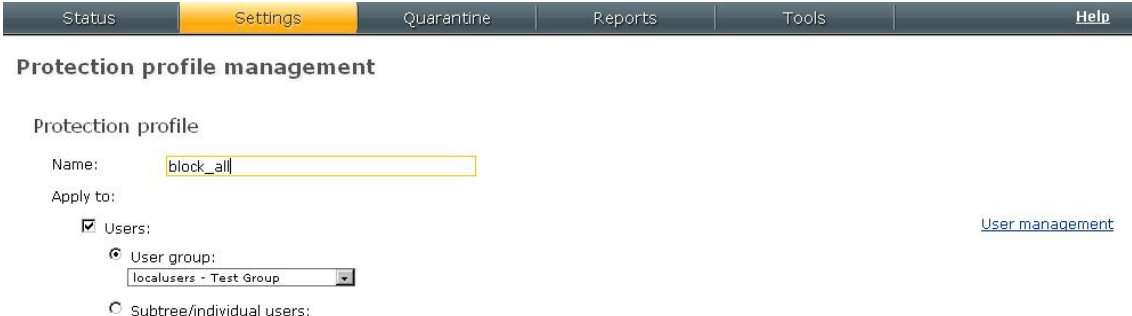 Status Settings Quarantine Reports Tools Help
Protection profile management
Protection profile
Name: block_all
Apply to:
Users: User management
User group:
localusers - Test Group
Subtree/individual users: